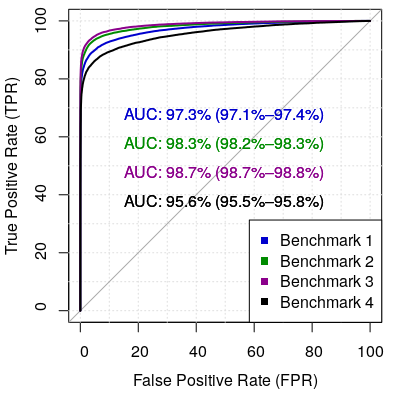 True Positive Rate (TPR)
100
80
60
40
20
0
AUC: 97.3% (97.1%–97.4%)
AUC: 98.3% (98.2%–98.3%)
AUC: 98.7% (98.7%–98.8%)
AUC: 95.6% (95.5%–95.8%)
Benchmark 1
Benchmark 2
Benchmark 3
Benchmark 4
0 20 40 60 80 100
False Positive Rate (FPR)